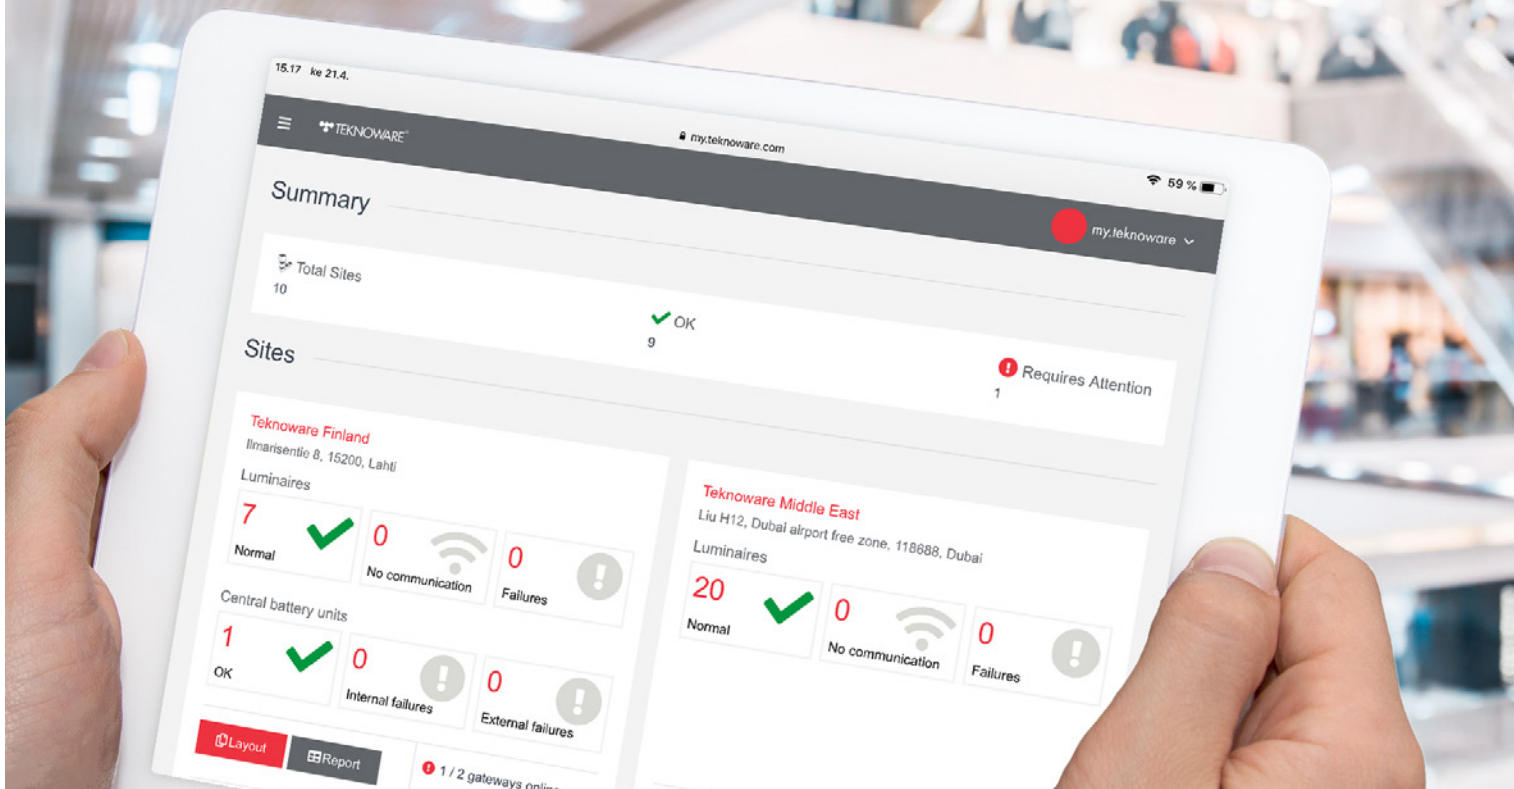 15.17 ke 21.4.
my.teknoware.com
59 %
TEKNOWARE
my.teknoware
Summary
Total Sites
10
OK
9
Requires Attention
1
Sites
Teknoware Finland
Ilmarisentie 8, 15200, Lahti
Luminaires
7
Normal
0
No communication
0
Failures
Central battery units
1
OK
0
Internal failures
0
External failures
Layout
Report
1 / 2 gateways online
Teknoware Middle East
Liu H12, Dubai airport free zone, 118688, Dubai
Luminaires
20
Normal
0
No communication
0
Failures